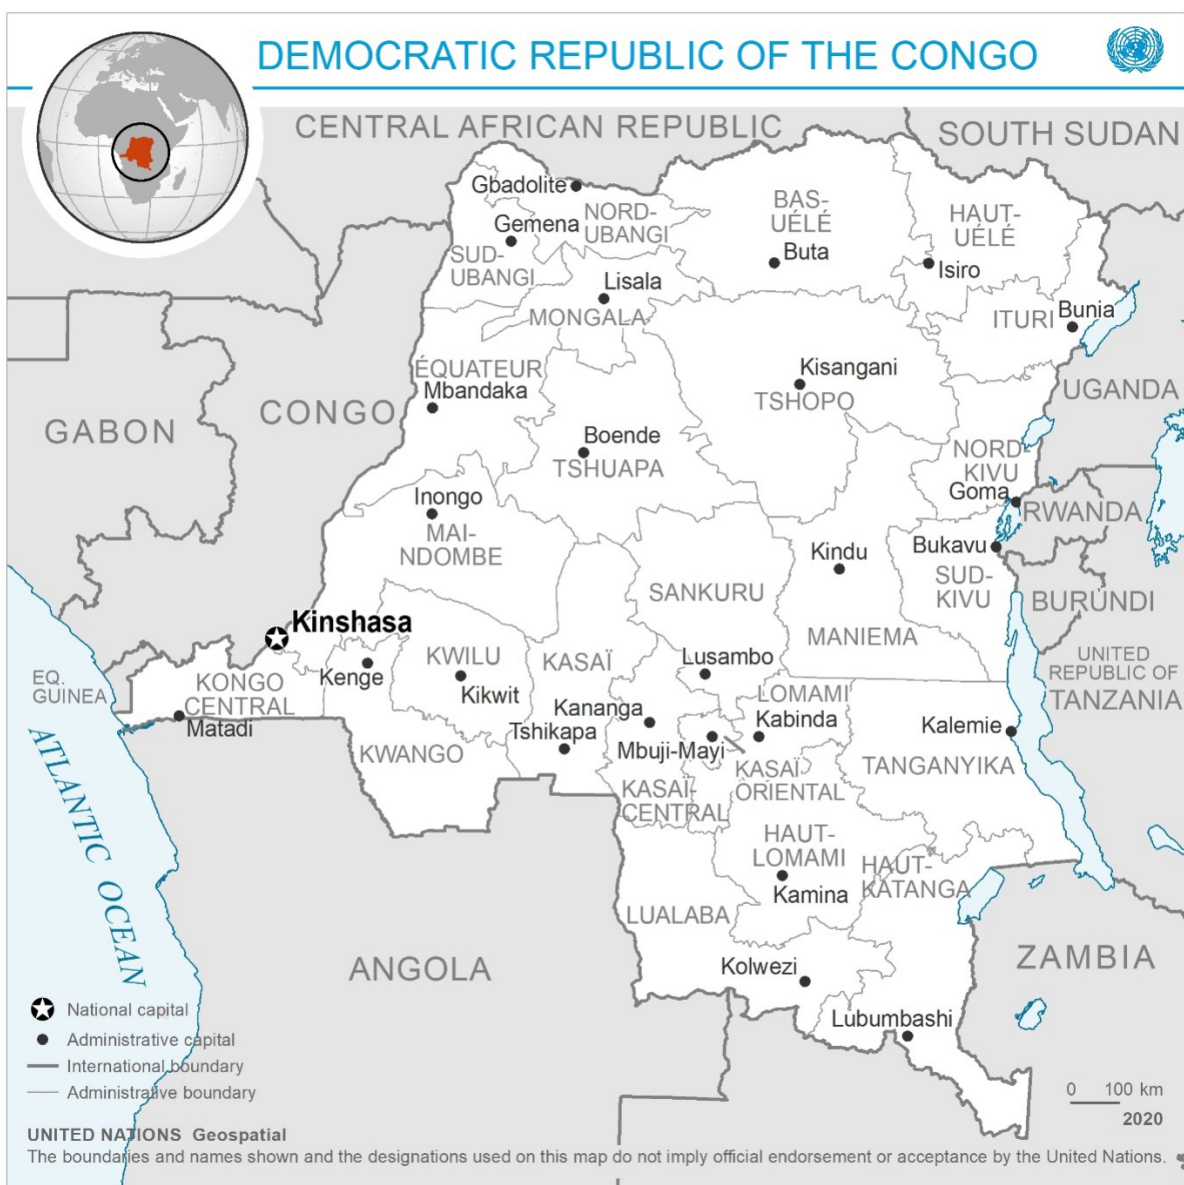 DEMOCRATIC REPUBLIC OF THE CONGO
CENTRAL AFRICAN REPUBLIC
SOUTH SUDAN
Gbadolite
NORD-
UBANGI
BAS-
UÉLÉ
HAUT-
UÉLÉ
Gemena
SUD-
UBANGI
Buta
Isiro
Lisala
MONGALA
ITURI
Bunia
ÉQUATEUR
Mbandaka
Kisangani
TSHOPO
UGANDA
GABON
CONGO
Boende
TSHUAPA
NORD-
KIVU
Goma
RWANDA
Inongo
MAI-
NDOMBE
Kindu
Bukavu
SUD-
KIVU
SANKURU
BURUNDI
Kinshasa
MANIEMA
KWILU
KASAÏ
Lusambo
UNITED
REPUBLIC OF
TANZANIA
EQ.
GUINEA
KONGO
CENTRAL
Kenge
Kikwit
LOMAMI
Matadi
Kananga
Kabinda
Kalemie
Tshikapa
Mbuji-Mayi
KWANGO
KASAÏ-
ORIENTAL
TANGANYIKA
KASAÏ-
CENTRAL
ATLANTIC OCEAN
HAUT-
LOMAMI
HAUT-
KATANGA
Kamina
LUALABA
ANGOLA
Kolwezi
ZAMBIA
Lubumbashi
National capital
Administrative capital
International boundary
Administrative boundary
0 100 km
2020
UNITED NATIONS Geospatial
The boundaries and names shown and the designations used on this map do not imply official endorsement or acceptance by the United Nations.